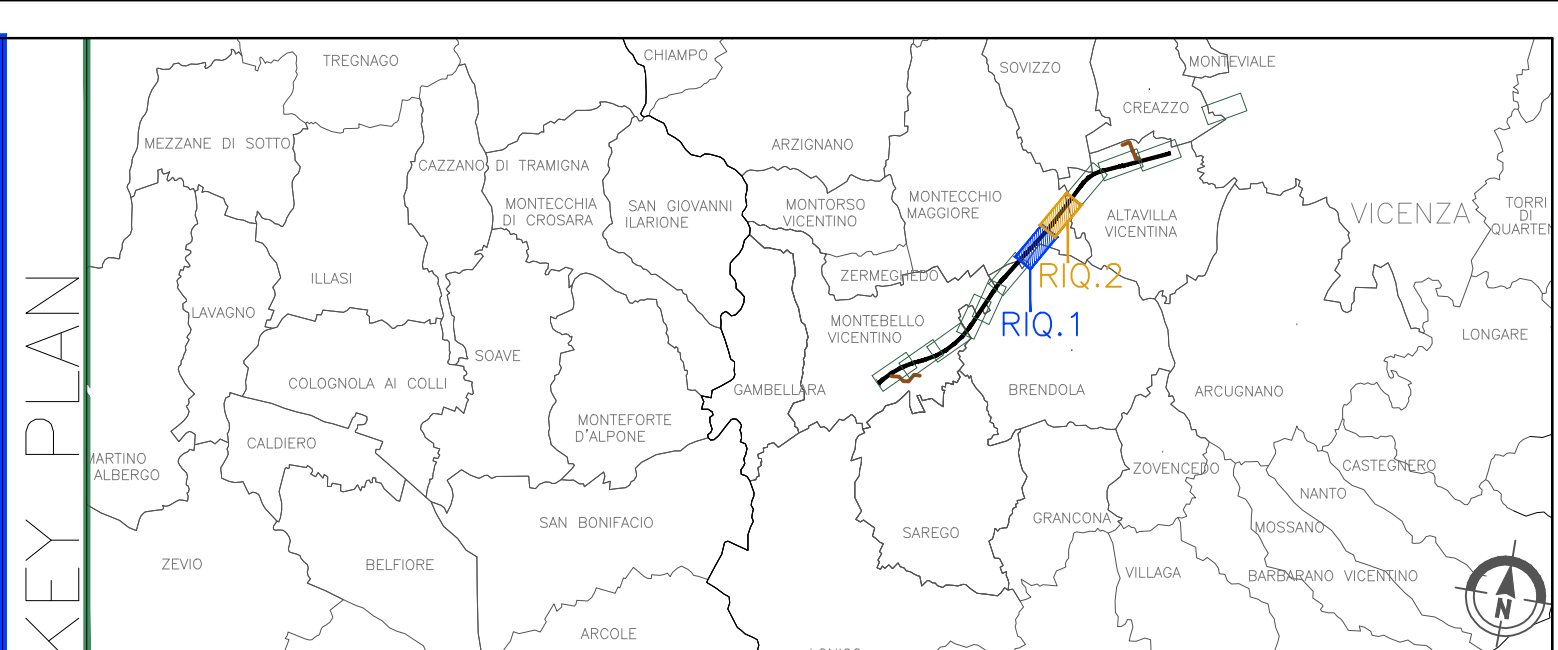 KEY PLAN
TREGNAGO
CHIAMPO
SOVIZZO
MONTEVIALE
CREAZZO
MEZZANE DI SOTTO
ARZIGNANO
CAZZANO DI TRAMIGNA
MONTECCHIA
DI CROSARA
SAN GIOVANNI
ILARIONE
MONTORSO
VICENTINO
MONTECCHIO
MAGGIORE
ALTAVILLA
VICENTINA
VICENZA
TORRI
DI
QUARTEN
ILLASI
ZERMEGHEDO
RIQ.2
LAVAGNO
MONTEBELLO
VICENTINO
RIQ.1
LONGARE
SOAVE
COLOGNOLA AI COLLI
GAMBELLARA
BRENDOLA
ARCUGNANO
MONTEFORTE
D'ALPONE
CALDIERO
MARTINO
ALBERGO
ZOVENCEDO
CASTEGNERO
NANTO
SAN BONIFACIO
SAREGO
GRANCONA
MOSSANO
ZEVIO
BELFIORE
VILLAGA
BARBARANO VICENTINO
N
ARCOLE